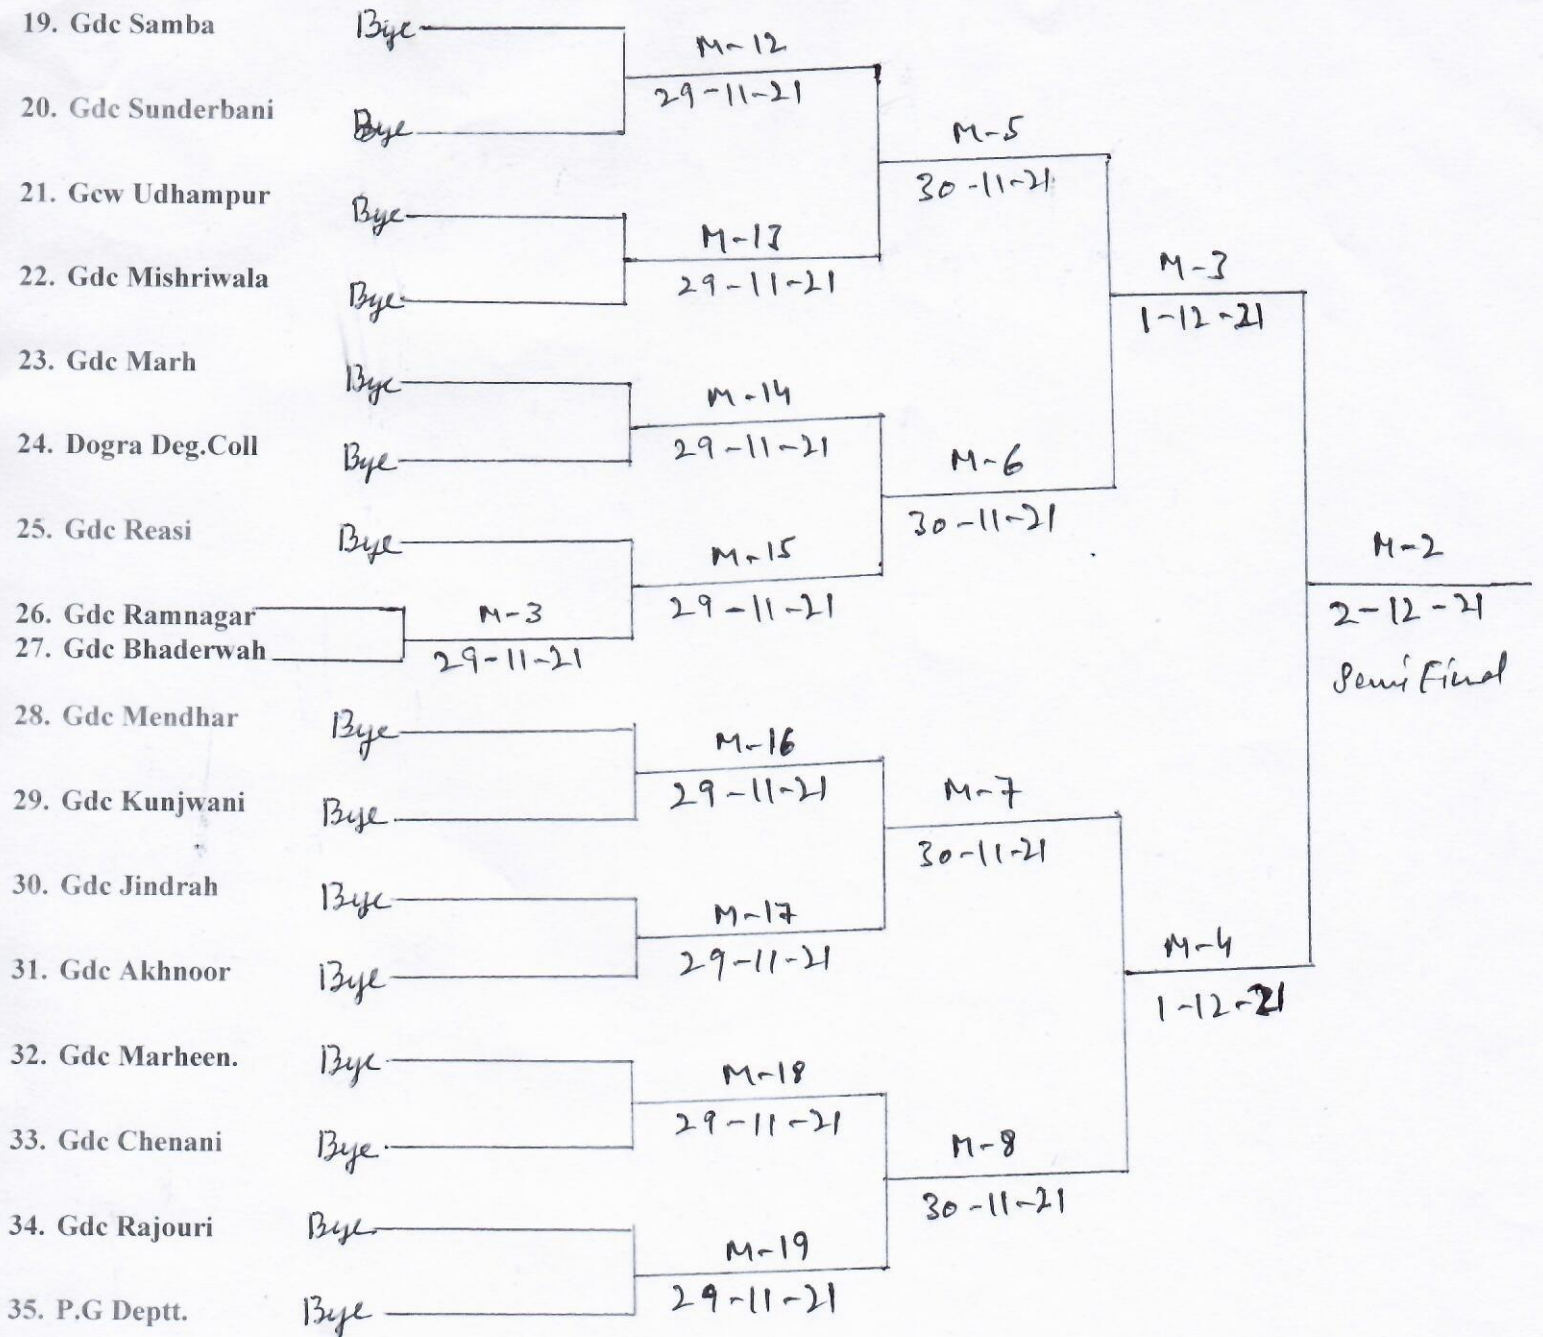 19. Gdc Samba Bye
M-12
29-11-21
20. Gdc Sunderbani Bye
M-5
30-11-21
21. Gcw Udhampur Bye
M-13
29-11-21
22. Gdc Mishriwala Bye
M-3
1-12-21
23. Gdc Marh Bye
M-14
29-11-21
24. Dogra Deg.Coll Bye
M-6
30-11-21
25. Gdc Reasi Bye
M-15
29-11-21
M-2
2-12-21
Semi Final
26. Gdc Ramnagar
M-3
27. Gdc Bhaderwah
29-11-21
28. Gdc Mendhar Bye
M-16
29-11-21
29. Gdc Kunjwani Bye
M-7
30-11-21
30. Gdc Jindrah Bye
M-17
29-11-21
31. Gdc Akhnoor Bye
M-4
1-12-21
32. Gdc Marheen. Bye
M-18
29-11-21
33. Gdc Chenani Bye
M-8
30-11-21
34. Gdc Rajouri Bye
M-19
29-11-21
35. P.G Deptt. Bye